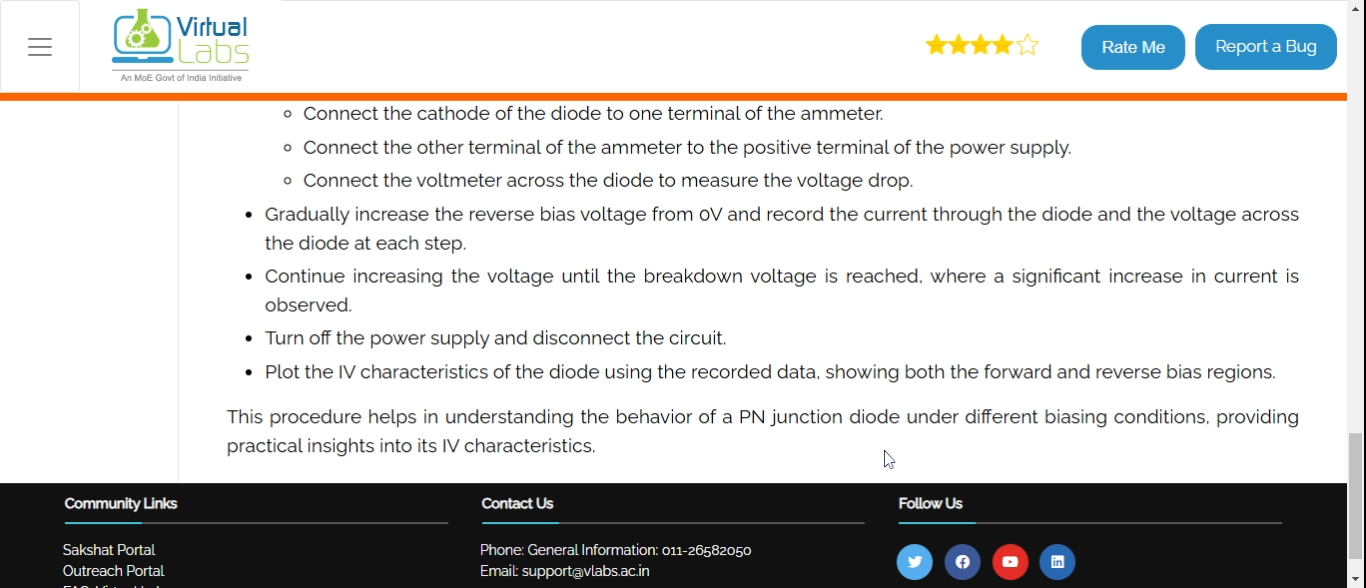 Virtual
Labs
An MoE Govt of India Initiative
Rate Me
Report a Bug
Connect the cathode of the diode to one terminal of the ammeter.
Connect the other terminal of the ammeter to the positive terminal of the power supply.
Connect the voltmeter across the diode to measure the voltage drop.
Gradually increase the reverse bias voltage from 0V and record the current through the diode and the voltage across
the diode at each step.
Continue increasing the voltage until the breakdown voltage is reached, where a significant increase in current is
observed.
Turn off the power supply and disconnect the circuit.
Plot the IV characteristics of the diode using the recorded data, showing both the forward and reverse bias regions.
This procedure helps in understanding the behavior of a PN junction diode under different biasing conditions, providing
practical insights into its IV characteristics.
Community Links
Contact Us
Follow Us
Sakshat Portal
Phone: General Information: 011-26582050
Outreach Portal
Email: support@vlabs.ac.in